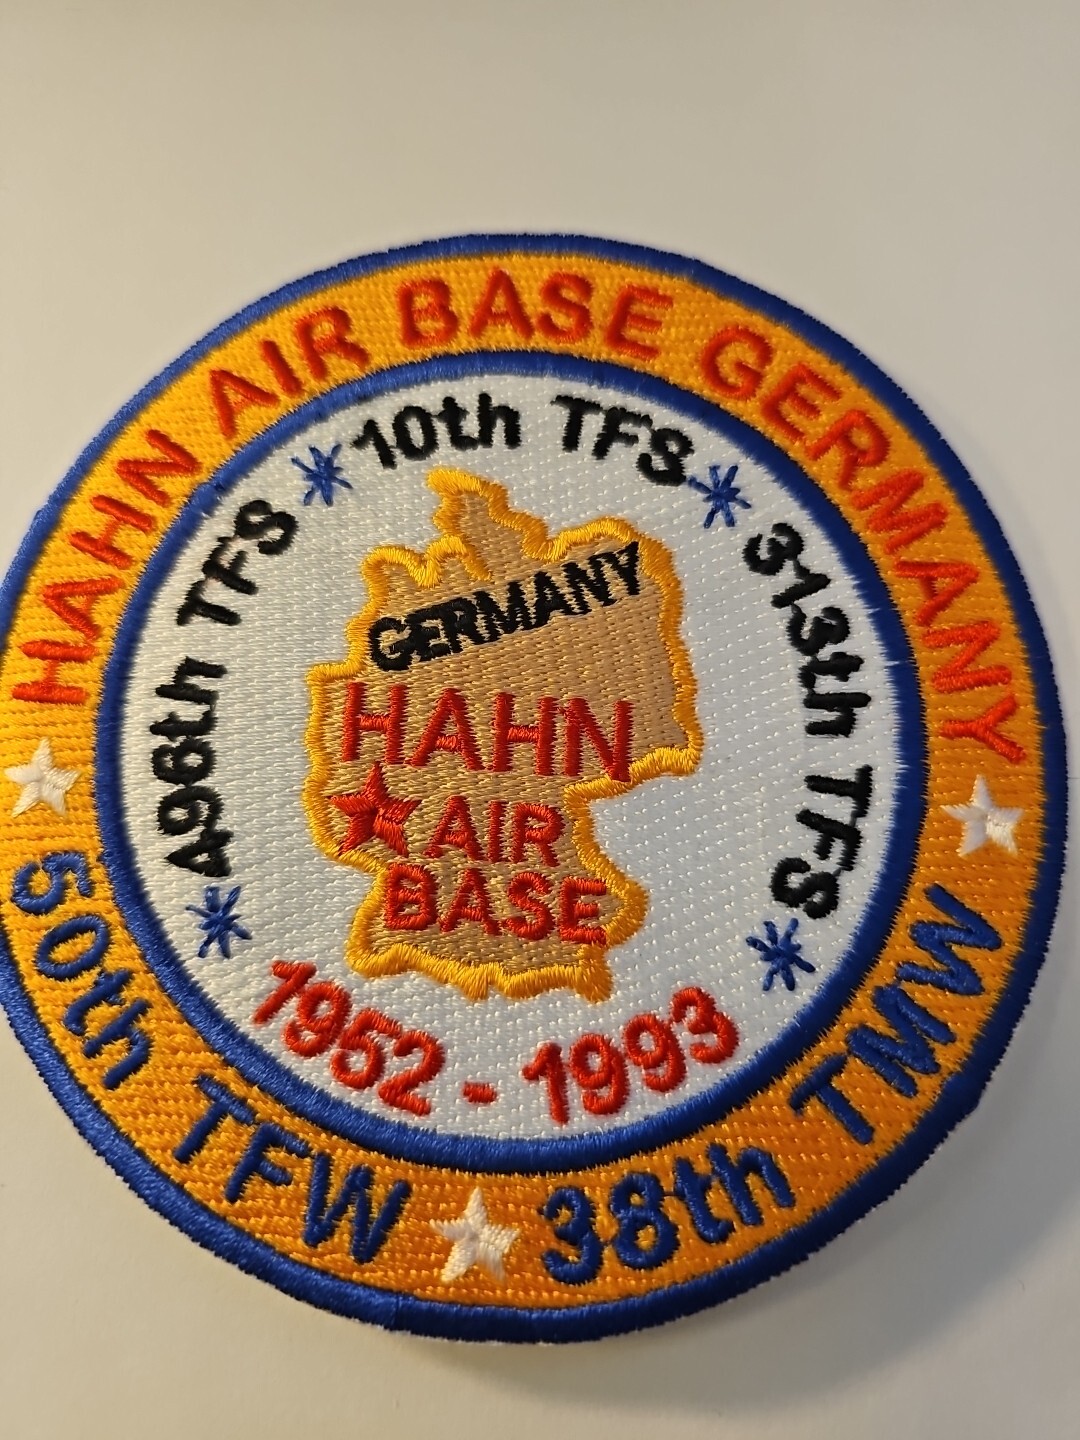 HAHN AIR BASE GERMANY
496th TFS * 10th TFS * 313th TFS
GERMANY
HAHN
AIR
BASE
1952 - 1993
50th TFW
38th TMW